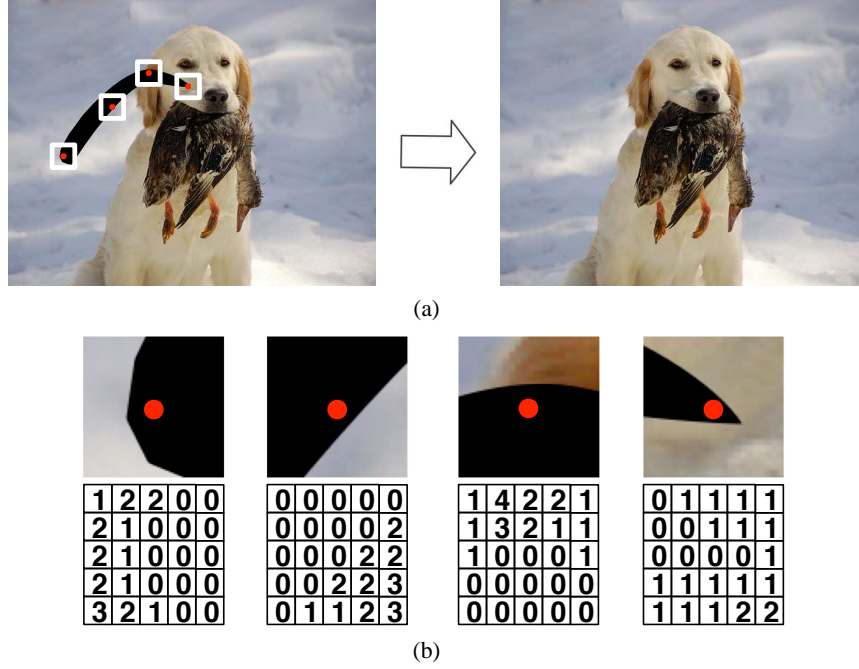 (a)
1 2 2 0 0 0 0 0 0 0 1 4 2 2 1 0 1 1 1 1
2 1 0 0 0 0 0 0 0 2 1 3 2 1 1 0 0 1 1 1
2 1 0 0 0 0 0 0 2 2 1 0 0 0 1 0 0 0 0 1
2 1 0 0 0 0 0 2 2 3 0 0 0 0 0 1 1 1 1 1
3 2 1 0 0 0 1 1 2 3 0 0 0 0 0 1 1 1 2 2
(b)